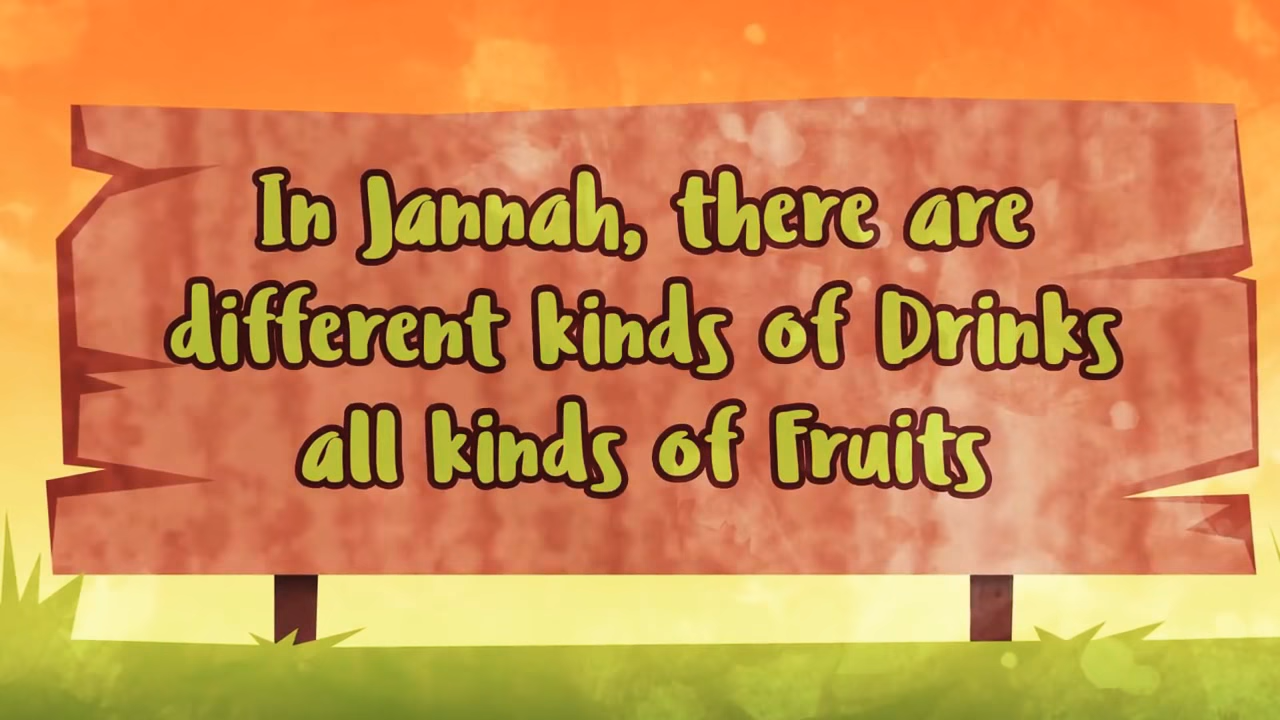 In Jannah, there are
different kinds of Drinks
all kinds of Fruits